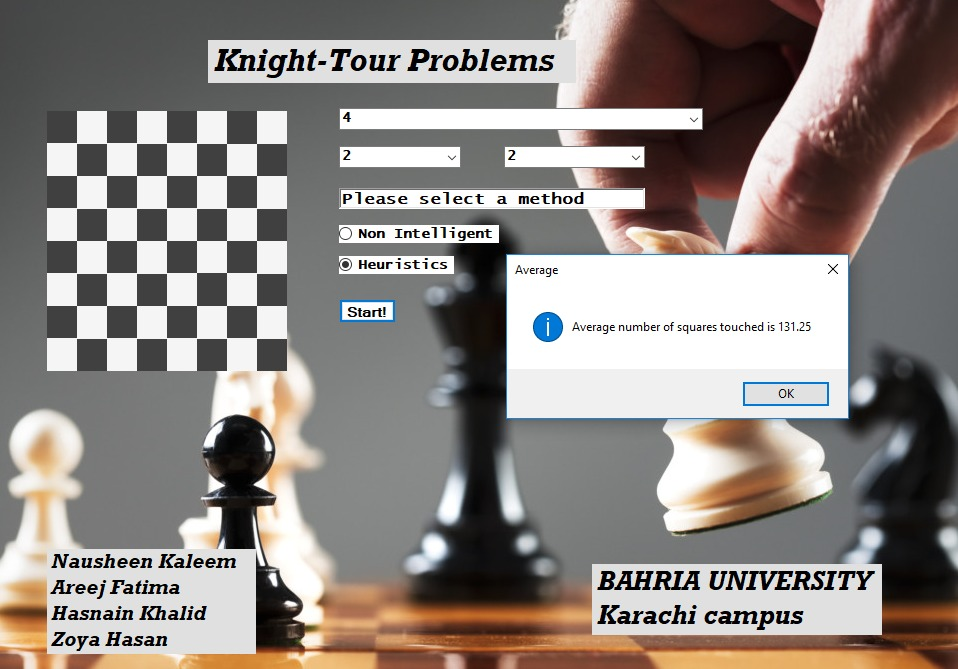 Knight-Tour Problems
4
2
2
Please select a method
Non Intelligent
Heuristics
Start!
Average
Average number of squares touched is 131.25
OK
Nausheen Kaleem
Areej Fatima
Hasnain Khalid
Zoya Hasan
BAHRIA UNIVERSITY
Karachi campus